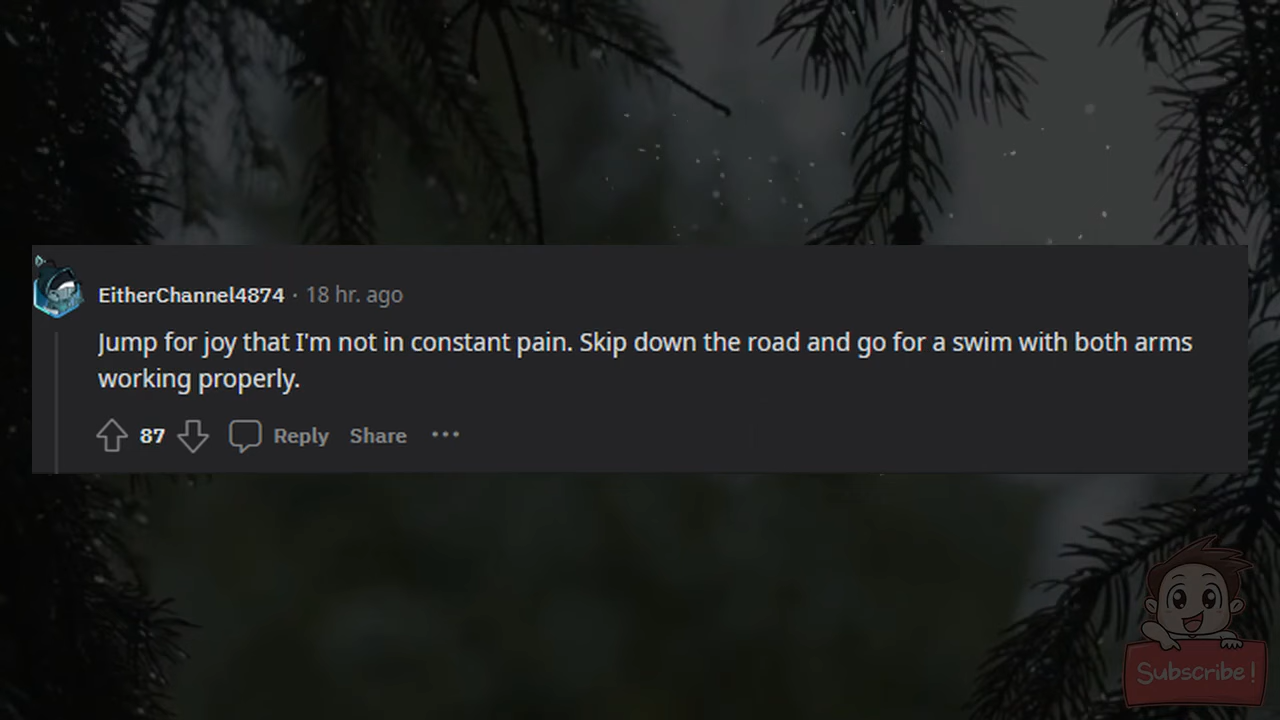 EitherChannel4874 · 18 hr. ago
Jump for joy that I'm not in constant pain. Skip down the road and go for a swim with both arms
working properly.
87 Reply Share ···
Subscribe!